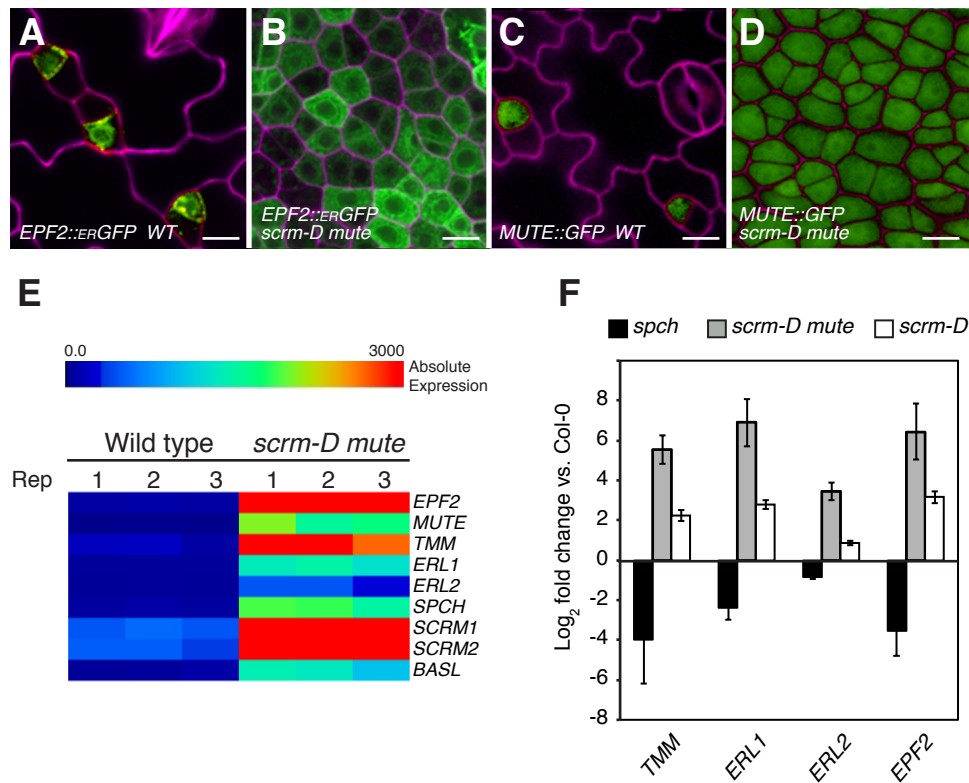 A
B
C
D
EPF2::ERGFP WT
EPF2::ERGFP
scrm-D mute
MUTE::GFP WT
MUTE::GFP
scrm-D mute
E
0.0
3000
Absolute
Expression
Wild type
scrm-D mute
Rep
1
2
3
1
2
3
EPF2
MUTE
TMM
ERL1
ERL2
SPCH
SCRM1
SCRM2
BASL
F
spch
scrm-D mute
scrm-D
Log2 fold change vs. Col-0
8
6
4
2
0
-2
-4
-6
-8
TMM
ERL1
ERL2
EPF2